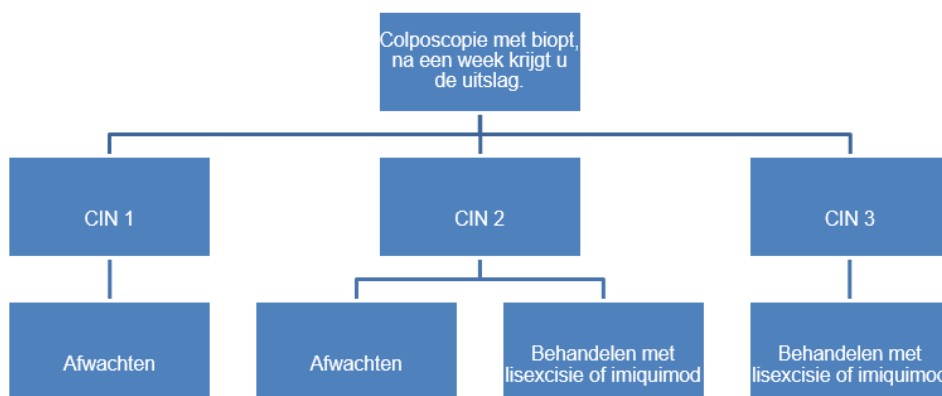 Colposcopie met biopt,
na een week krijgt u
de uitslag.
CIN 1
CIN 2
CIN 3
Afwachten
Afwachten
Behandelen met
lisexcisie of imiquimod
Behandelen met
lisexcisie of imiquimod